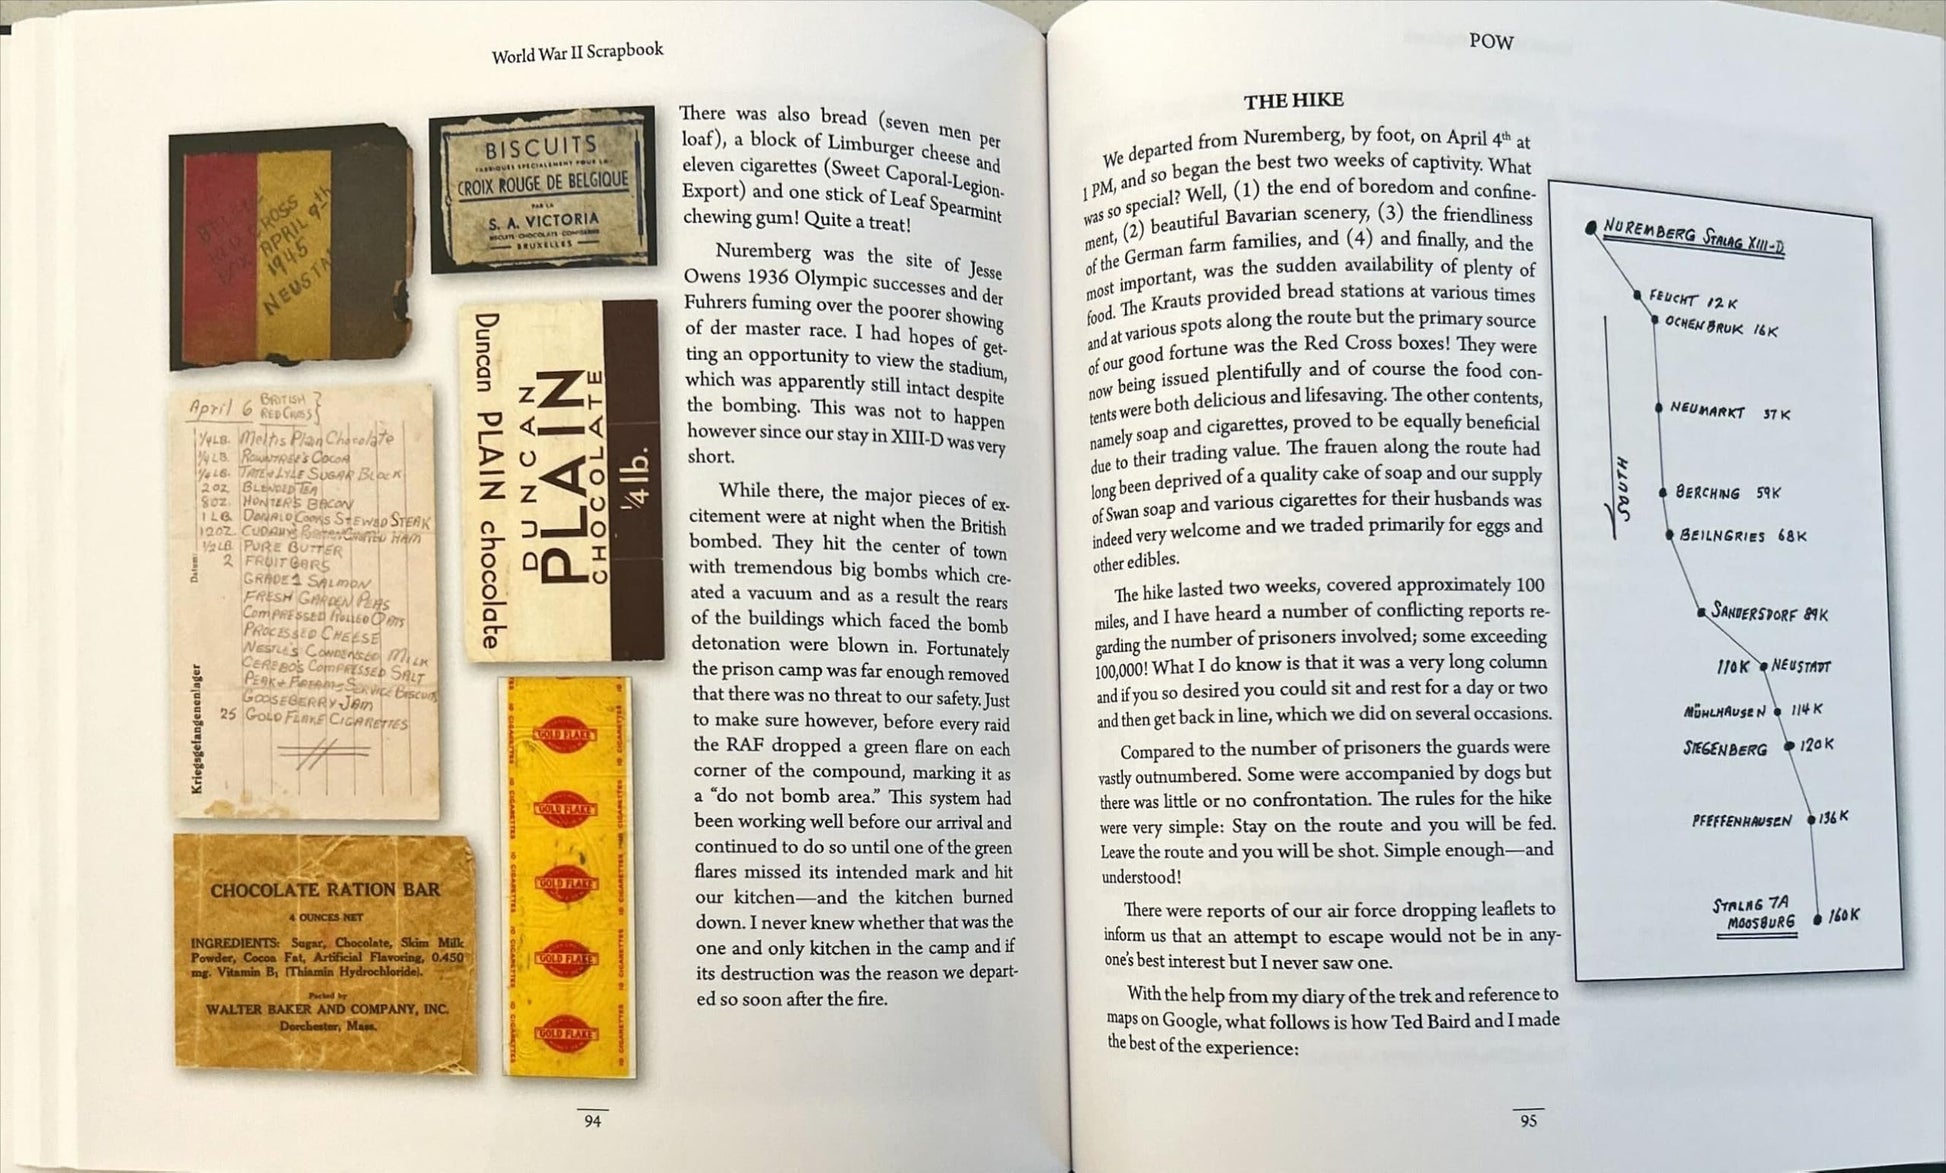 World War II Scrapbook
RED CROSS
APRIL 9th
1945
BISCUITS
FABRIQUES SPECIALEMENT POUR LA
CROIX ROUGE DE BELGIQUE
PAR LA
S. A. VICTORIA
BISCUITS-CHOCOLATS-CONFISERIE
BRUXELLES
April 6 BRITISH
RED CROSS
1/4 LB. Meltis Plain Chocolate
1/4 LB. ROWNTREE'S COCOA
1/4 LB. TATE & LYLE SUGAR BLOCK
2 OZ. BLENDED TEA
8 OZ. HUNTER'S BACON
1 LB. DONALD COOKS STEWED STEAK
12 OZ. CUDAHY'S HAM
1/2 LB. PURE BUTTER
2 FRUIT BARS
GRADE 1 SALMON
FRESH GARDEN PEAS
COMPRESSED ROLLED OATS
PROCESSED CHEESE
NESTLE'S CONDENSED MILK
CEREBO'S COMPRESSED SALT
PEAK + SERVICE BISCUITS
GOOSEBERRY JAM
25 GOLD FLAKE CIGARETTES
Datum:
Kriegsgefangenenlager
Duncan PLAIN chocolate
DUNCAN
PLAIN
CHOCOLATE
1/4 lb.
CHOCOLATE RATION BAR
4 OUNCES NET
INGREDIENTS: Sugar, Chocolate, Skim Milk
Powder, Cocoa Fat, Artificial Flavoring, 0.450
mg. Vitamin B₁ (Thiamin Hydrochloride).
Packed by
WALTER BAKER AND COMPANY, INC.
Dorchester, Mass.
GOLD FLAKE
GOLD FLAKE
GOLD FLAKE
GOLD FLAKE
GOLD FLAKE
10 CIGARETTES
There was also bread (seven men per
loaf), a block of Limburger cheese and
eleven cigarettes (Sweet Caporal-Legion-
Export) and one stick of Leaf Spearmint
chewing gum! Quite a treat!
Nuremberg was the site of Jesse
Owens 1936 Olympic successes and der
Fuhrers fuming over the poorer showing
of der master race. I had hopes of get-
ting an opportunity to view the stadium,
which was apparently still intact despite
the bombing. This was not to happen
however since our stay in XIII-D was very
short.
While there, the major pieces of ex-
citement were at night when the British
bombed. They hit the center of town
with tremendous big bombs which cre-
ated a vacuum and as a result the rears
of the buildings which faced the bomb
detonation were blown in. Fortunately
the prison camp was far enough removed
that there was no threat to our safety. Just
to make sure however, before every raid
the RAF dropped a green flare on each
corner of the compound, marking it as
a “do not bomb area.” This system had
been working well before our arrival and
continued to do so until one of the green
flares missed its intended mark and hit
our kitchen—and the kitchen burned
down. I never knew whether that was the
one and only kitchen in the camp and if
its destruction was the reason we depart-
ed so soon after the fire.
94
POW
THE HIKE
We departed from Nuremberg, by foot, on April 4th at
1 PM, and so began the best two weeks of captivity. What
was so special? Well, (1) the end of boredom and confine-
ment, (2) beautiful Bavarian scenery, (3) the friendliness
of the German farm families, and (4) and finally, and the
most important, was the sudden availability of plenty of
food. The Krauts provided bread stations at various times
and at various spots along the route but the primary source
of our good fortune was the Red Cross boxes! They were
now being issued plentifully and of course the food con-
tents were both delicious and lifesaving. The other contents,
namely soap and cigarettes, proved to be equally beneficial
due to their trading value. The frauen along the route had
long been deprived of a quality cake of soap and our supply
of Swan soap and various cigarettes for their husbands was
indeed very welcome and we traded primarily for eggs and
other edibles.
The hike lasted two weeks, covered approximately 100
miles, and I have heard a number of conflicting reports re-
garding the number of prisoners involved; some exceeding
100,000! What I do know is that it was a very long column
and if you so desired you could sit and rest for a day or two
and then get back in line, which we did on several occasions.
Compared to the number of prisoners the guards were
vastly outnumbered. Some were accompanied by dogs but
there was little or no confrontation. The rules for the hike
were very simple: Stay on the route and you will be fed.
Leave the route and you will be shot. Simple enough—and
understood!
There were reports of our air force dropping leaflets to
inform us that an attempt to escape would not be in any-
one’s best interest but I never saw one.
With the help from my diary of the trek and reference to
maps on Google, what follows is how Ted Baird and I made
the best of the experience:
NUREMBERG STALAG XIII-D
FEUCHT 12K
OCHENBRUK 16K
NEUMARKT 37K
SOUTH
BERCHING 59K
BEILNGRIES 68K
SANDERSDORF 89K
110K NEUSTADT
MÜHLHAUSEN 114K
SIEGENBERG 120K
PFEFFENHAUSEN 136K
STALAG 7A
MOOSBURG 160K
95